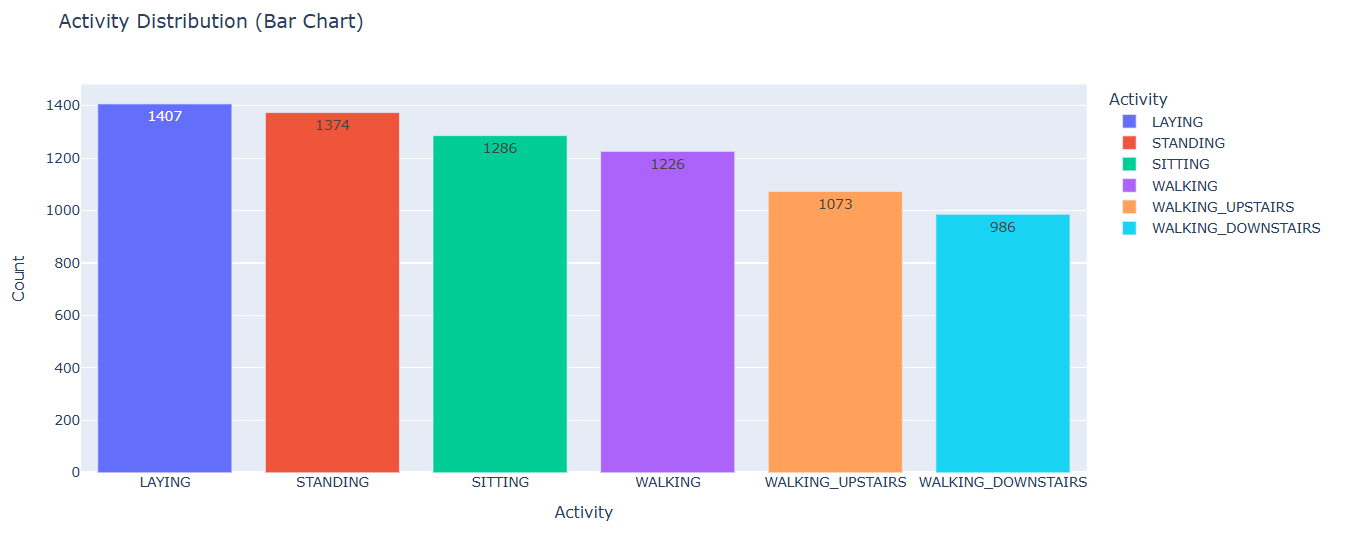 Activity Distribution (Bar Chart)
Count
1400
1200
1000
800
600
400
200
0
1407
1374
1286
1226
1073
986
LAYING
STANDING
SITTING
WALKING
WALKING_UPSTAIRS
WALKING_DOWNSTAIRS
Activity
Activity
LAYING
STANDING
SITTING
WALKING
WALKING_UPSTAIRS
WALKING_DOWNSTAIRS